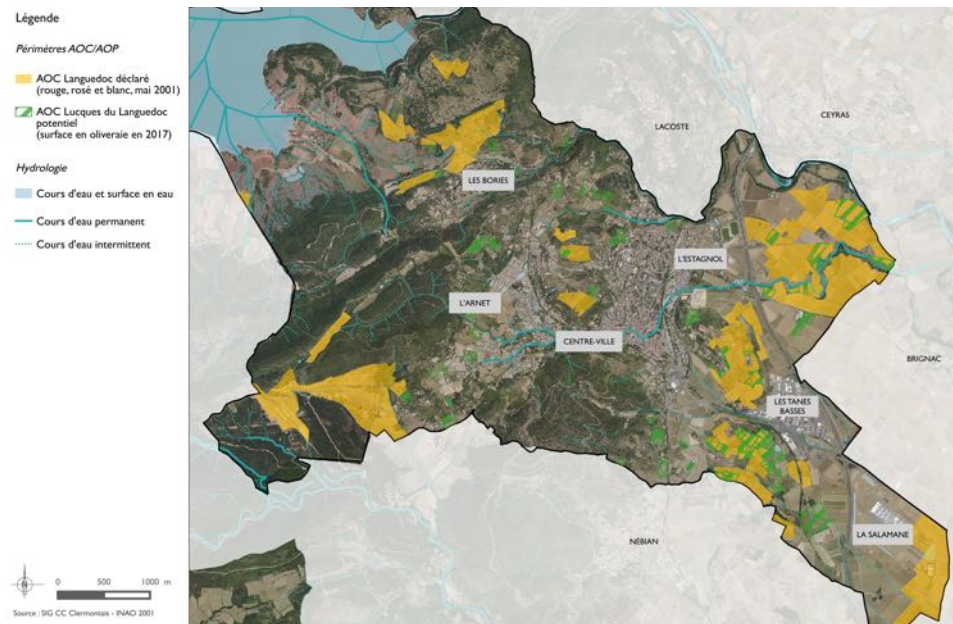 Légende
Périmètres AOC/AOP
AOC Languedoc déclaré
(rouge, rosé et blanc, mai 2001)
AOC Lucques du Languedoc
potentiel
(surface en oliveraie en 2017)
Hydrologie
Cours d'eau et surface en eau
Cours d'eau permanent
Cours d'eau intermittent
LACOSTE
CEYRAS
LES BORIES
L'ESTAGNOL
L'ARNET
CENTRE-VILLE
BRIGNAC
LES TANES
BASSES
LA SALAMANE
NÉBIAN
N
0 500 1000 m
Source : SIG CC Clermontais - INAO 2001